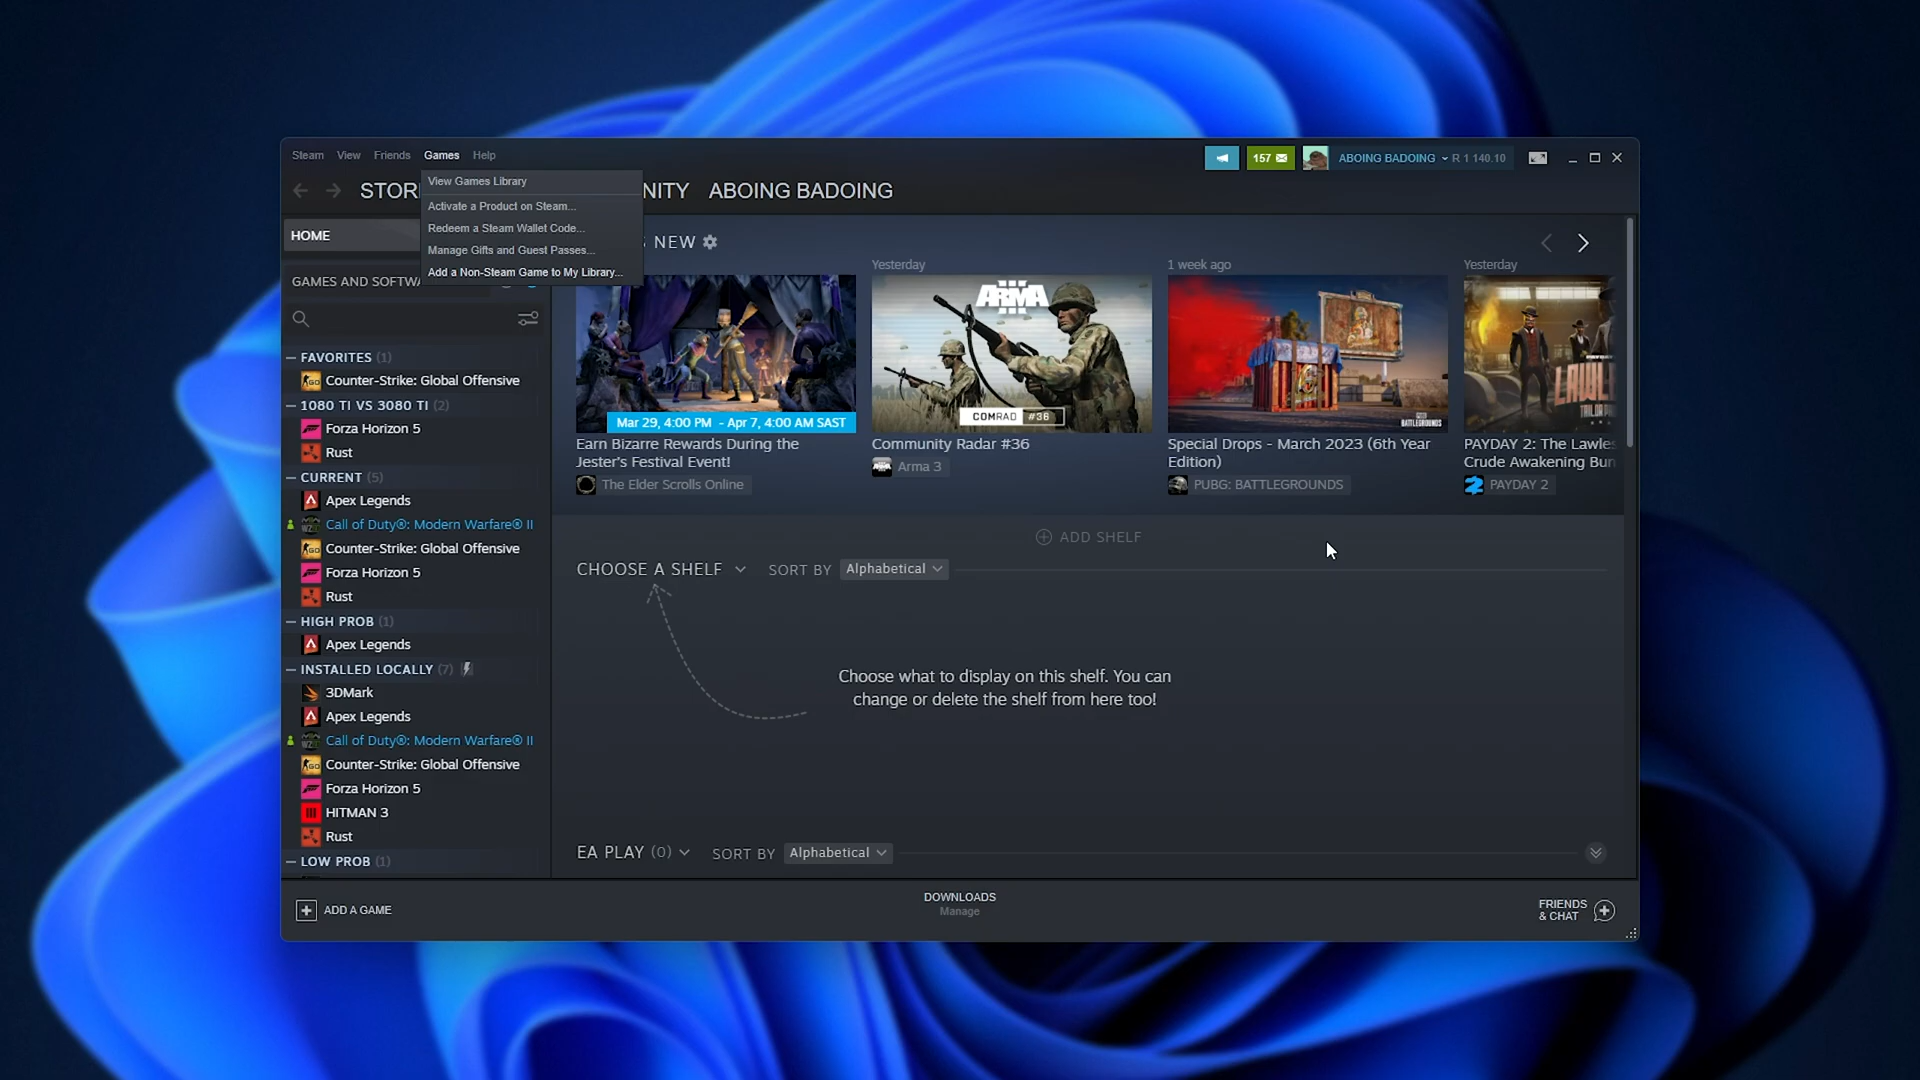 Steam View Friends Games Help
157
ABOING BADOING R 1 140.10
View Games Library
Activate a Product on Steam...
Redeem a Steam Wallet Code...
Manage Gifts and Guest Passes...
Add a Non-Steam Game to My Library...
STOR
NITY ABOING BADOING
HOME
GAMES AND SOFTWA
FAVORITES (1)
Counter-Strike: Global Offensive
1080 TI VS 3080 TI (2)
Forza Horizon 5
Rust
CURRENT (5)
Apex Legends
Call of Duty®: Modern Warfare® II
Counter-Strike: Global Offensive
Forza Horizon 5
Rust
HIGH PROB (1)
Apex Legends
INSTALLED LOCALLY (7)
3DMark
Apex Legends
Call of Duty®: Modern Warfare® II
Counter-Strike: Global Offensive
Forza Horizon 5
HITMAN 3
Rust
LOW PROB (1)
NEW
Mar 29, 4:00 PM - Apr 7, 4:00 AM SAST
Earn Bizarre Rewards During the
Jester's Festival Event!
The Elder Scrolls Online
Yesterday
ARMA
III
COMRAD #36
Community Radar #36
Arma 3
1 week ago
BATTLEGROUNDS
Special Drops - March 2023 (6th Year
Edition)
PUBG: BATTLEGROUNDS
Yesterday
LAWLE
TAILOR PA
PAYDAY 2: The Lawles
Crude Awakening Bun
PAYDAY 2
ADD SHELF
CHOOSE A SHELF SORT BY Alphabetical
Choose what to display on this shelf. You can
change or delete the shelf from here too!
EA PLAY (0) SORT BY Alphabetical
ADD A GAME
DOWNLOADS
Manage
FRIENDS
& CHAT